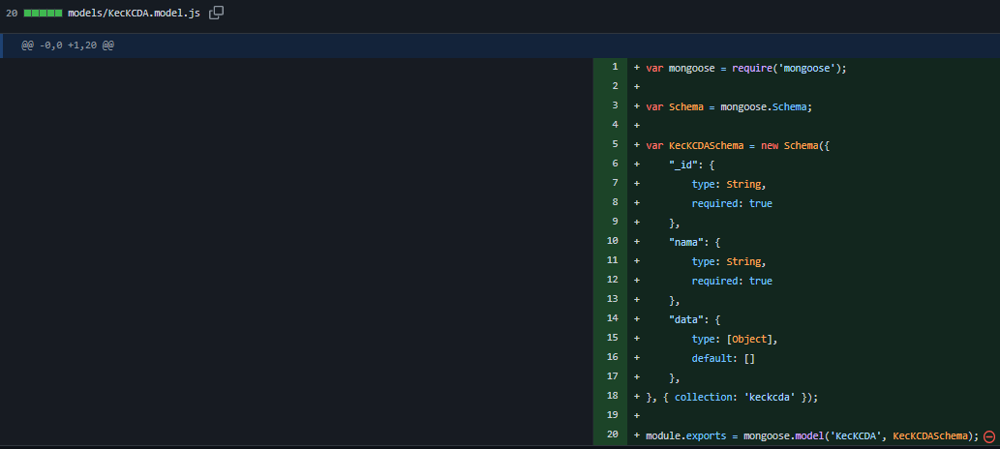 20 models/KecKCDA.model.js
@@ -0,0 +1,20 @@
1 + var mongoose = require('mongoose');
2 +
3 + var Schema = mongoose.Schema;
4 +
5 + var KecKCDASchema = new Schema({
6 +     "_id": {
7 +         type: String,
8 +         required: true
9 +     },
10 +     "nama": {
11 +         type: String,
12 +         required: true
13 +     },
14 +     "data": {
15 +         type: [Object],
16 +         default: []
17 +     },
18 + }, { collection: 'keckcda' });
19 +
20 + module.exports = mongoose.model('KecKCDA', KecKCDASchema);